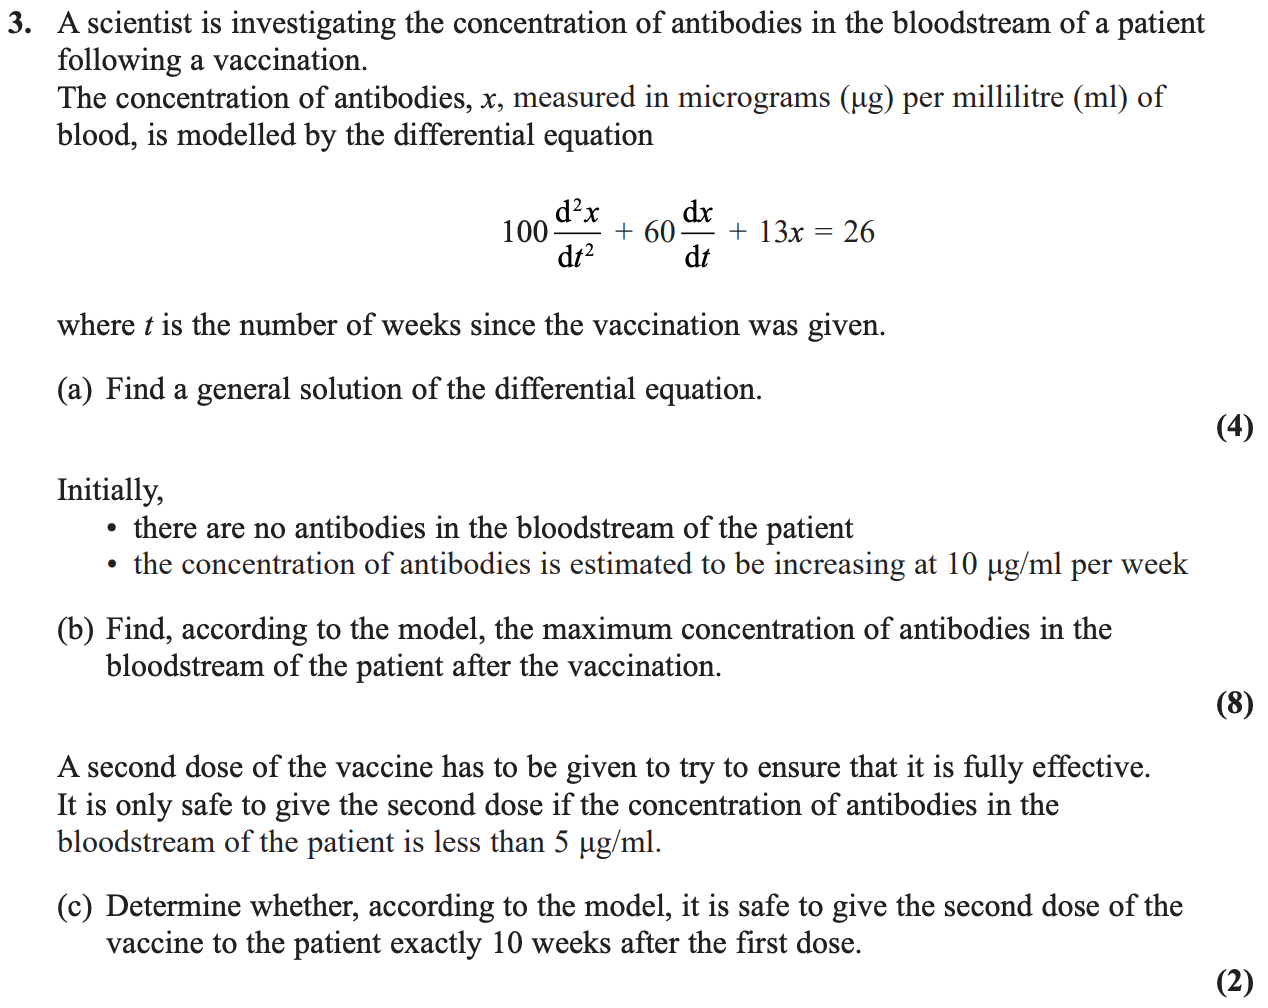 3. A scientist is investigating the concentration of antibodies in the bloodstream of a patient
following a vaccination.
The concentration of antibodies, x, measured in micrograms (µg) per millilitre (ml) of
blood, is modelled by the differential equation
100 d²x/dt² + 60 dx/dt + 13x = 26
where t is the number of weeks since the vaccination was given.
(a) Find a general solution of the differential equation.
(4)
Initially,
• there are no antibodies in the bloodstream of the patient
• the concentration of antibodies is estimated to be increasing at 10 µg/ml per week
(b) Find, according to the model, the maximum concentration of antibodies in the
bloodstream of the patient after the vaccination.
(8)
A second dose of the vaccine has to be given to try to ensure that it is fully effective.
It is only safe to give the second dose if the concentration of antibodies in the
bloodstream of the patient is less than 5 µg/ml.
(c) Determine whether, according to the model, it is safe to give the second dose of the
vaccine to the patient exactly 10 weeks after the first dose.
(2)